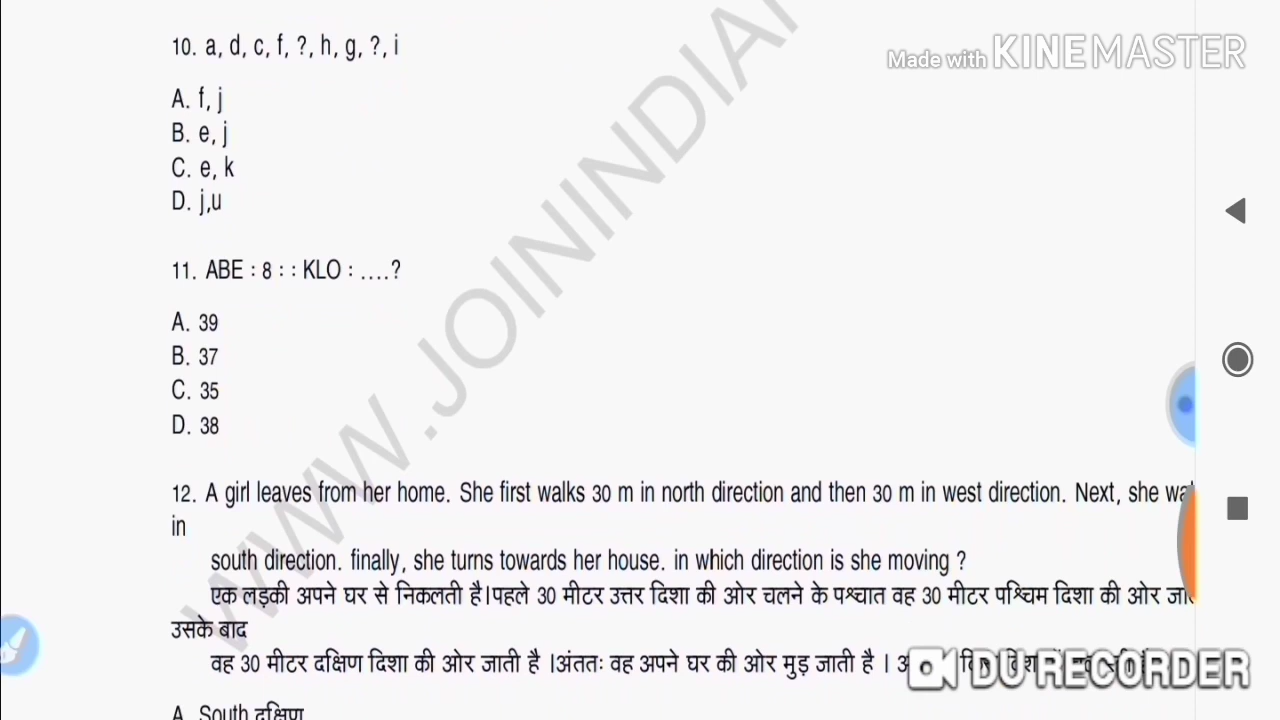 10. a, d, c, f, ?, h, g, ?, i
Made with KINEMASTER
A. f, j
B. e, j
C. e, k
D. j,u
11. ABE : 8 : : KLO : ....?
A. 39
B. 37
C. 35
D. 38
12. A girl leaves from her home. She first walks 30 m in north direction and then 30 m in west direction. Next, she
in
south direction. finally, she turns towards her house. in which direction is she moving ?
एक लड़की अपने घर से निकलती है।पहले 30 मीटर उत्तर दिशा की ओर चलने के पश्चात वह 30 मीटर पश्चिम दिशा की ओर
उसके बाद
वह 30 मीटर दक्षिण दिशा की ओर जाती है ।अंततः वह अपने घर की ओर मुड़ जाती है ।
DU RECORDER
A. South दक्षिण
WWW.JOININDIAN